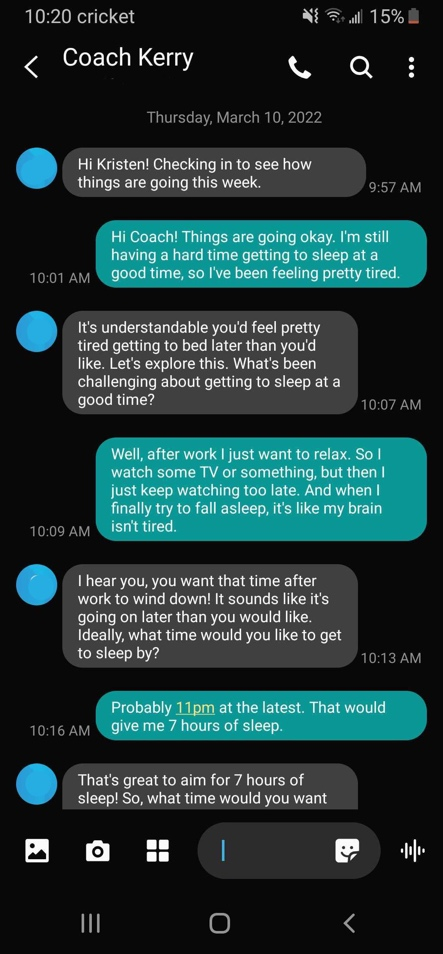 10:20 cricket 15%
Coach Kerry
Thursday, March 10, 2022
Hi Kristen! Checking in to see how
things are going this week.
9:57 AM
Hi Coach! Things are going okay. I'm still
having a hard time getting to sleep at a
good time, so I've been feeling pretty tired.
10:01 AM
It's understandable you'd feel pretty
tired getting to bed later than you'd
like. Let's explore this. What's been
challenging about getting to sleep at a
good time?
10:07 AM
Well, after work I just want to relax. So I
watch some TV or something, but then I
just keep watching too late. And when I
finally try to fall asleep, it's like my brain
isn't tired.
10:09 AM
I hear you, you want that time after
work to wind down! It sounds like it's
going on later than you would like.
Ideally, what time would you like to get
to sleep by?
10:13 AM
Probably 11pm at the latest. That would
give me 7 hours of sleep.
10:16 AM
That's great to aim for 7 hours of
sleep! So, what time would you want